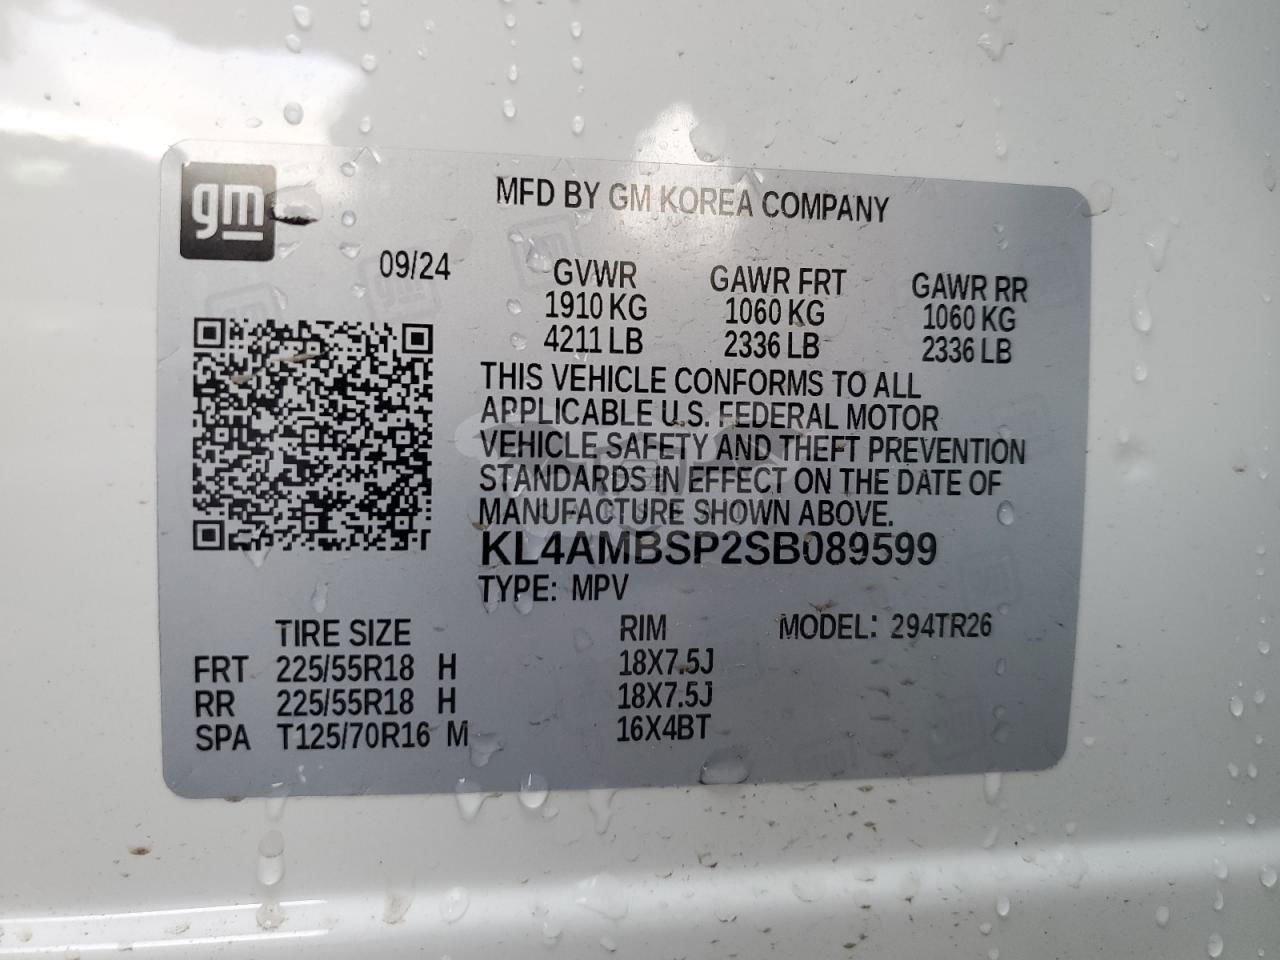 gm
MFD BY GM KOREA COMPANY
09/24
GVWR GAWR FRT GAWR RR
1910 KG 1060 KG 1060 KG
4211 LB 2336 LB 2336 LB
THIS VEHICLE CONFORMS TO ALL
APPLICABLE U.S. FEDERAL MOTOR
VEHICLE SAFETY AND THEFT PREVENTION
STANDARDS IN EFFECT ON THE DATE OF
MANUFACTURE SHOWN ABOVE.
KL4AMBSP2SB089599
TYPE: MPV
TIRE SIZE RIM MODEL: 294TR26
FRT 225/55R18 H 18X7.5J
RR 225/55R18 H 18X7.5J
SPA T125/70R16 M 16X4BT